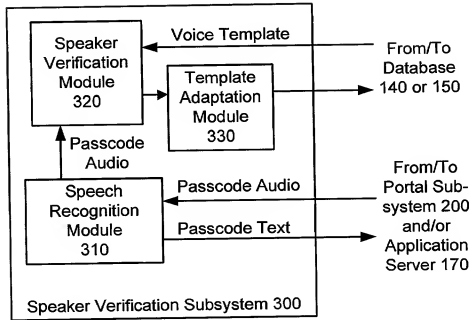 Speaker
Verification
Module
320
Voice Template
From/To
Database
140 or 150
Template
Adaptation
Module
330
Passcode
Audio
Speech
Recognition
Module
310
Passcode Audio
Passcode Text
From/To
Portal Sub-
system 200
and/or
Application
Server 170
Speaker Verification Subsystem 300